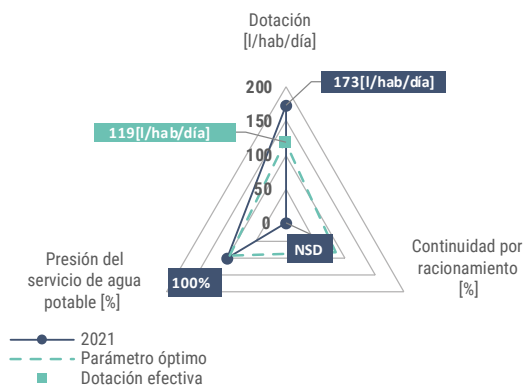 Dotación
[l/hab/día]
200
173[l/hab/día]
150
119[l/hab/día]
100
50
0
NSD
Continuidad por
racionamiento
[%]
Presión del
servicio de agua
potable [%]
100%
2021
Parámetro óptimo
Dotación efectiva